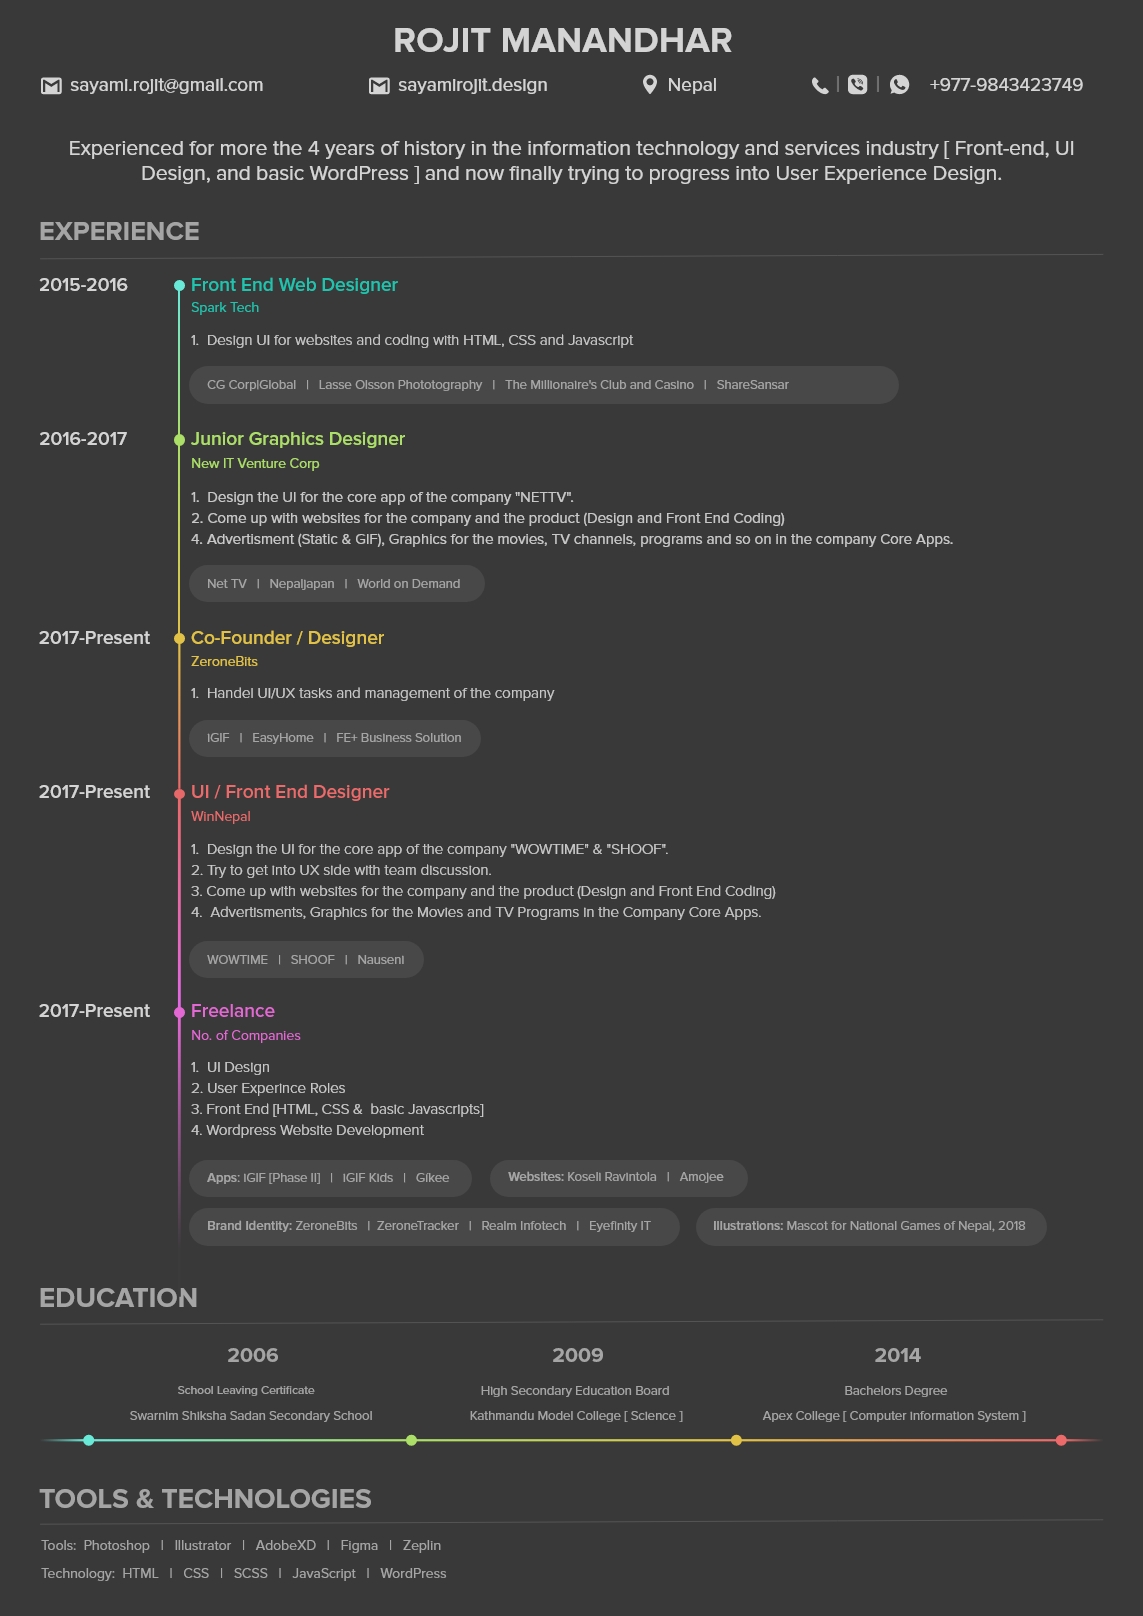 ROJIT MANANDHAR
sayami.rojit@gmail.com sayamirojit.design Nepal +977-9843423749
Experienced for more the 4 years of history in the information technology and services industry [ Front-end, UI
Design, and basic WordPress ] and now finally trying to progress into User Experience Design.
EXPERIENCE
2015-2016 Front End Web Designer
Spark Tech
1. Design UI for websites and coding with HTML, CSS and Javascript
CG Corp|Global | Lasse Olsson Phototography | The Millionaire's Club and Casino | ShareSansar
2016-2017 Junior Graphics Designer
New IT Venture Corp
1. Design the UI for the core app of the company "NETTV".
2. Come up with websites for the company and the product (Design and Front End Coding)
4. Advertisment (Static & GIF), Graphics for the movies, TV channels, programs and so on in the company Core Apps.
Net TV | Nepaljapan | World on Demand
2017-Present Co-Founder / Designer
ZeroneBits
1. Handel UI/UX tasks and management of the company
iGIF | EasyHome | FE+ Business Solution
2017-Present UI / Front End Designer
WinNepal
1. Design the UI for the core app of the company "WOWTIME" & "SHOOF".
2. Try to get into UX side with team discussion.
3. Come up with websites for the company and the product (Design and Front End Coding)
4. Advertisments, Graphics for the Movies and TV Programs in the Company Core Apps.
WOWTIME | SHOOF | Nauseni
2017-Present Freelance
No. of Companies
1. UI Design
2. User Experince Roles
3. Front End [HTML, CSS & basic Javascripts]
4. Wordpress Website Development
Apps: iGIF [Phase II] | iGIF Kids | Gikee Websites: Koseli Ravintola | Amojee
Brand Identity: ZeroneBits | ZeroneTracker | Realm Infotech | Eyefinity IT Illustrations: Mascot for National Games of Nepal, 2018
EDUCATION
2006 2009 2014
School Leaving Certificate High Secondary Education Board Bachelors Degree
Swarnim Shiksha Sadan Secondary School Kathmandu Model College [ Science ] Apex College [ Computer Information System ]
TOOLS & TECHNOLOGIES
Tools: Photoshop | Illustrator | AdobeXD | Figma | Zeplin
Technology: HTML | CSS | SCSS | JavaScript | WordPress